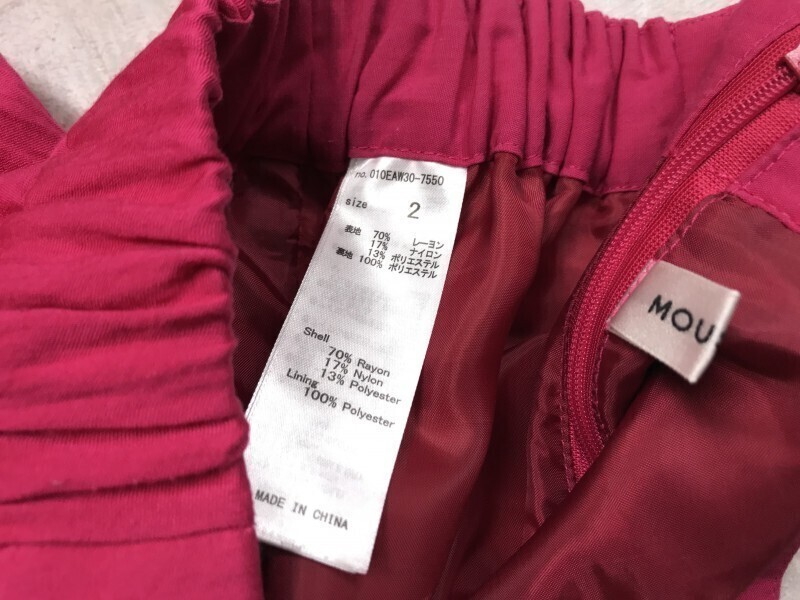 no. 010EAW30-7550
size 2
表地 70% レーヨン
17% ナイロン
13% ポリエステル
裏地 100% ポリエステル
Shell
70% Rayon
17% Nylon
13% Polyester
Lining
100% Polyester
MADE IN CHINA
MOU